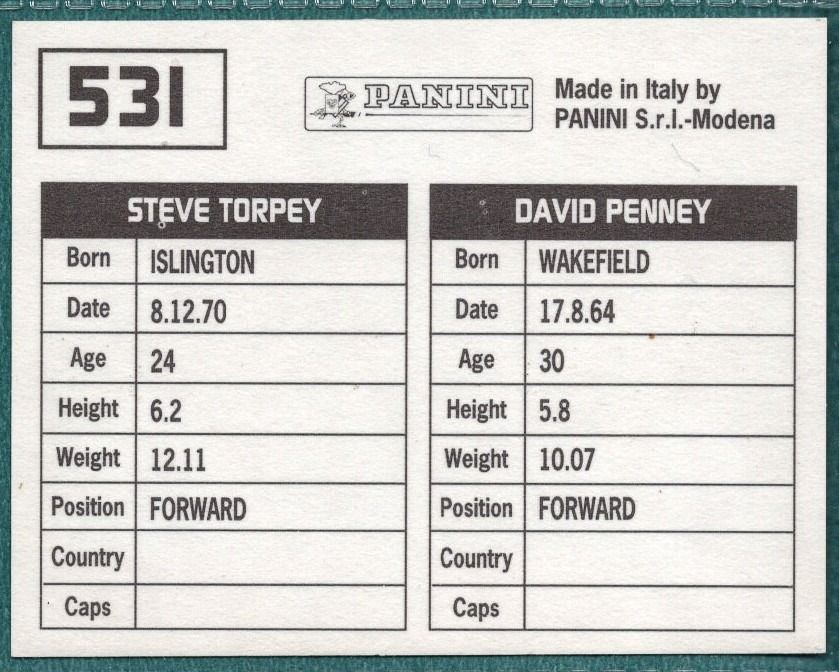 531
PANINI
Made in Italy by
PANINI S.r.l.-Modena
STEVE TORPEY
Born ISLINGTON
Date 8.12.70
Age 24
Height 6.2
Weight 12.11
Position FORWARD
Country
Caps
DAVID PENNEY
Born WAKEFIELD
Date 17.8.64
Age 30
Height 5.8
Weight 10.07
Position FORWARD
Country
Caps